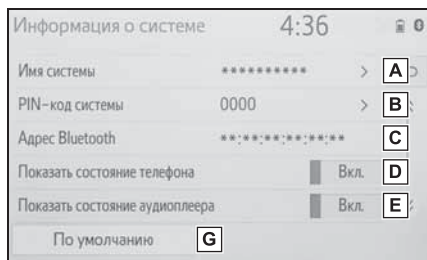 Информация о системе 4:36 0
Имя системы ********** > A
PIN-код системы 0000 > B
Адрес Bluetooth **:**:**:**:**:** C
Показать состояние телефона Вкл. D
Показать состояние аудиоплеера Вкл. E
По умолчанию G